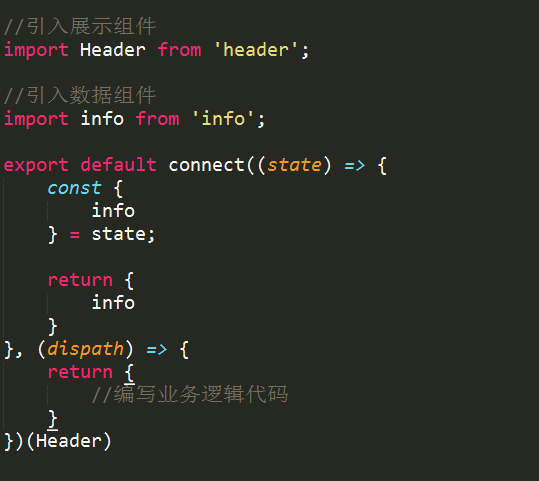 //引入展示组件
import Header from 'header';
//引入数据组件
import info from 'info';
export default connect((state) => {
const {
info
} = state;
return {
info
}
}, (dispath) => {
return {
//编写业务逻辑代码
}
})(Header)